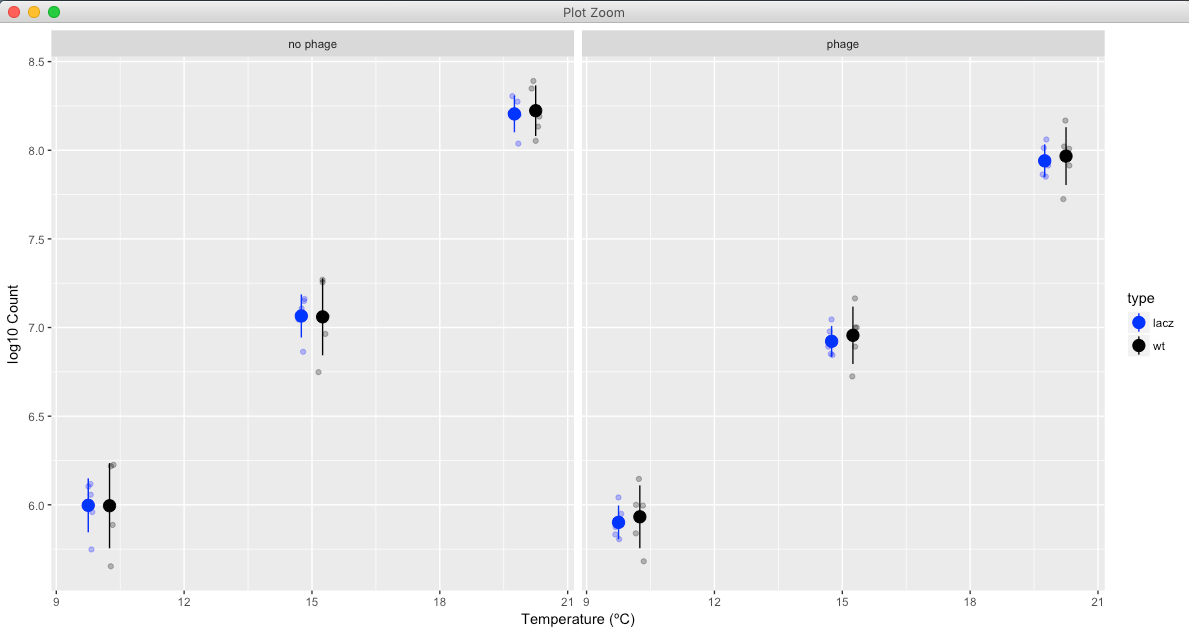 Plot Zoom
no phage
phage
8.5
8.0
7.5
7.0
6.5
6.0
log10 Count
9
12
15
18
21
9
12
15
18
21
Temperature (ºC)
type
lacz
wt